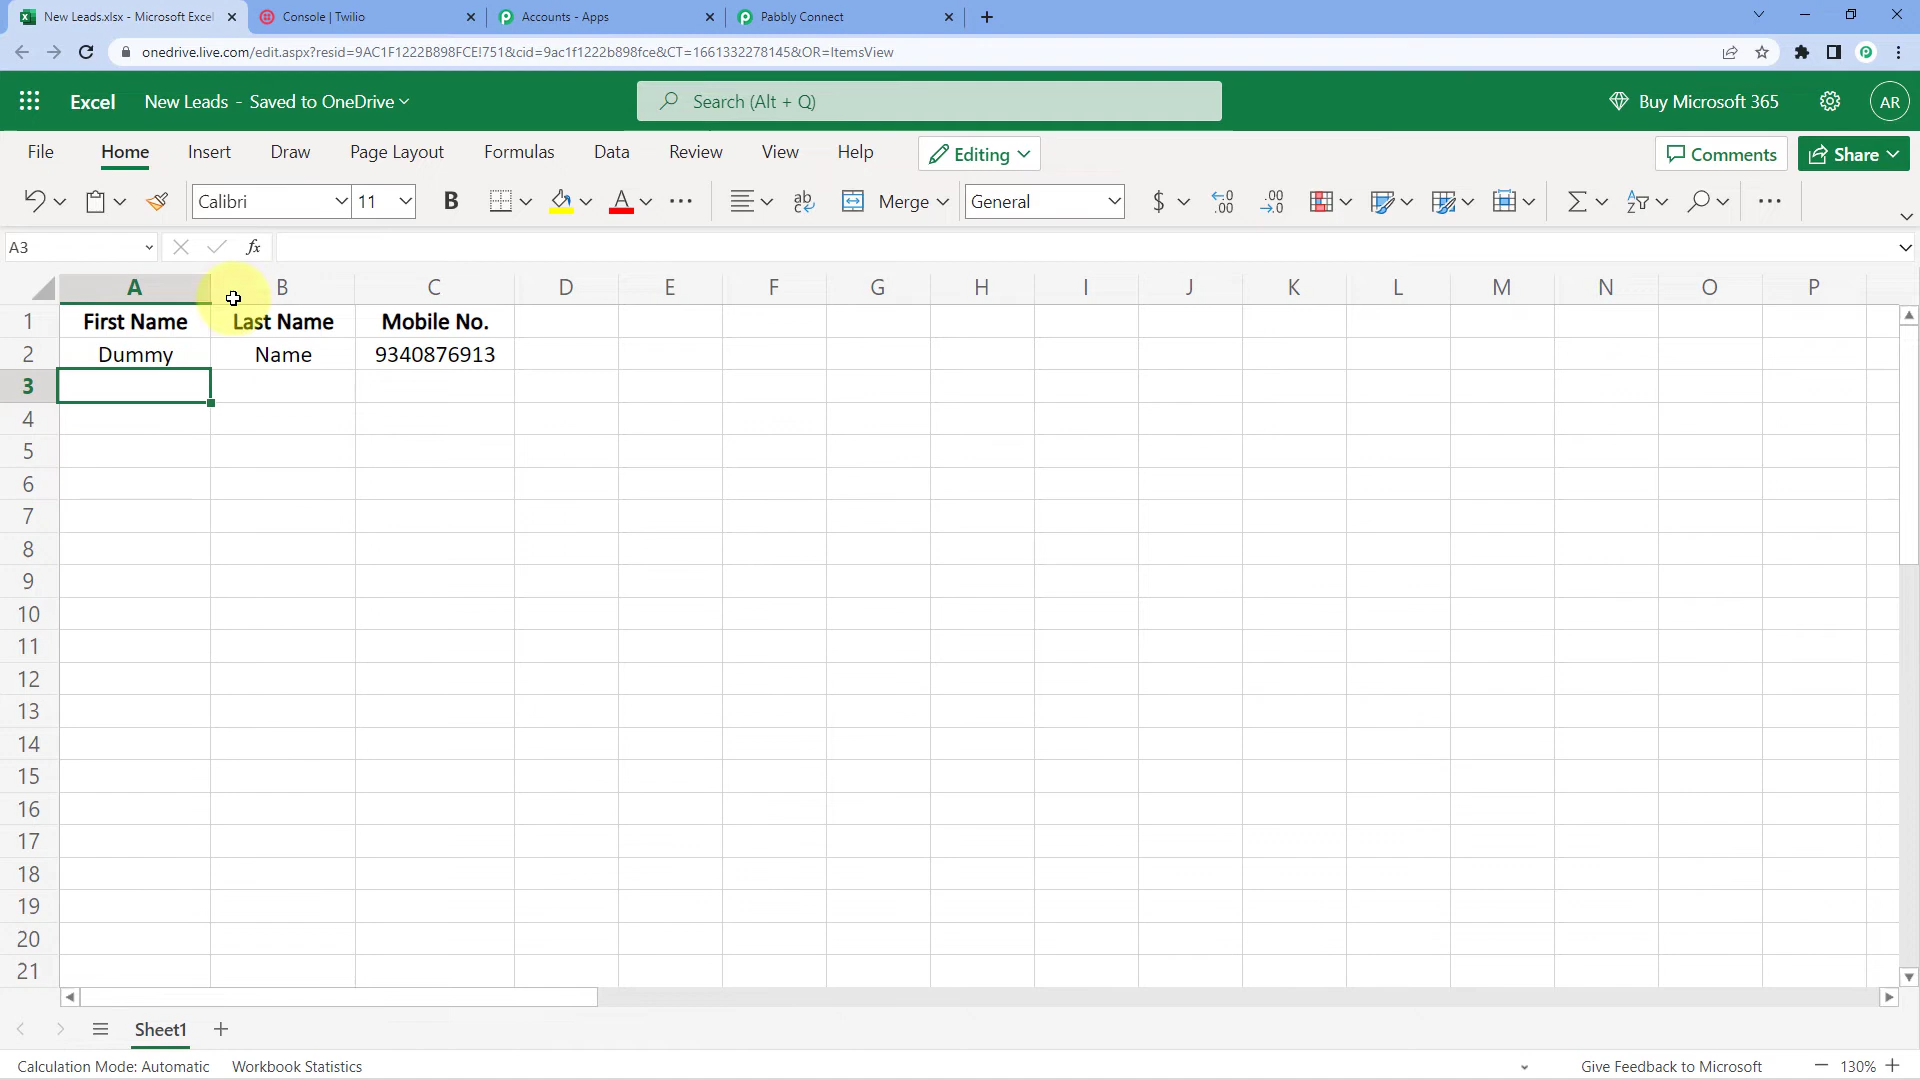 New Leads.xlsx - Microsoft Excel
Console | Twilio
Accounts - Apps
Pabbly Connect
onedrive.live.com/edit.aspx?resid=9AC1F1222B898FCE!751&cid=9ac1f1222b898fce&CT=1661332278145&OR=ItemsView
Excel New Leads - Saved to OneDrive
Search (Alt + Q)
Buy Microsoft 365
AR
File Home Insert Draw Page Layout Formulas Data Review View Help Editing
Comments
Share
Calibri 11 B A ab Merge General $ .00 .00
A3 fx
A B C D E F G H I J K L M N O P
1 First Name Last Name Mobile No.
2 Dummy Name 9340876913
3
4
5
6
7
8
9
10
11
12
13
14
15
16
17
18
19
20
21
Sheet1
Calculation Mode: Automatic Workbook Statistics
Give Feedback to Microsoft
130%